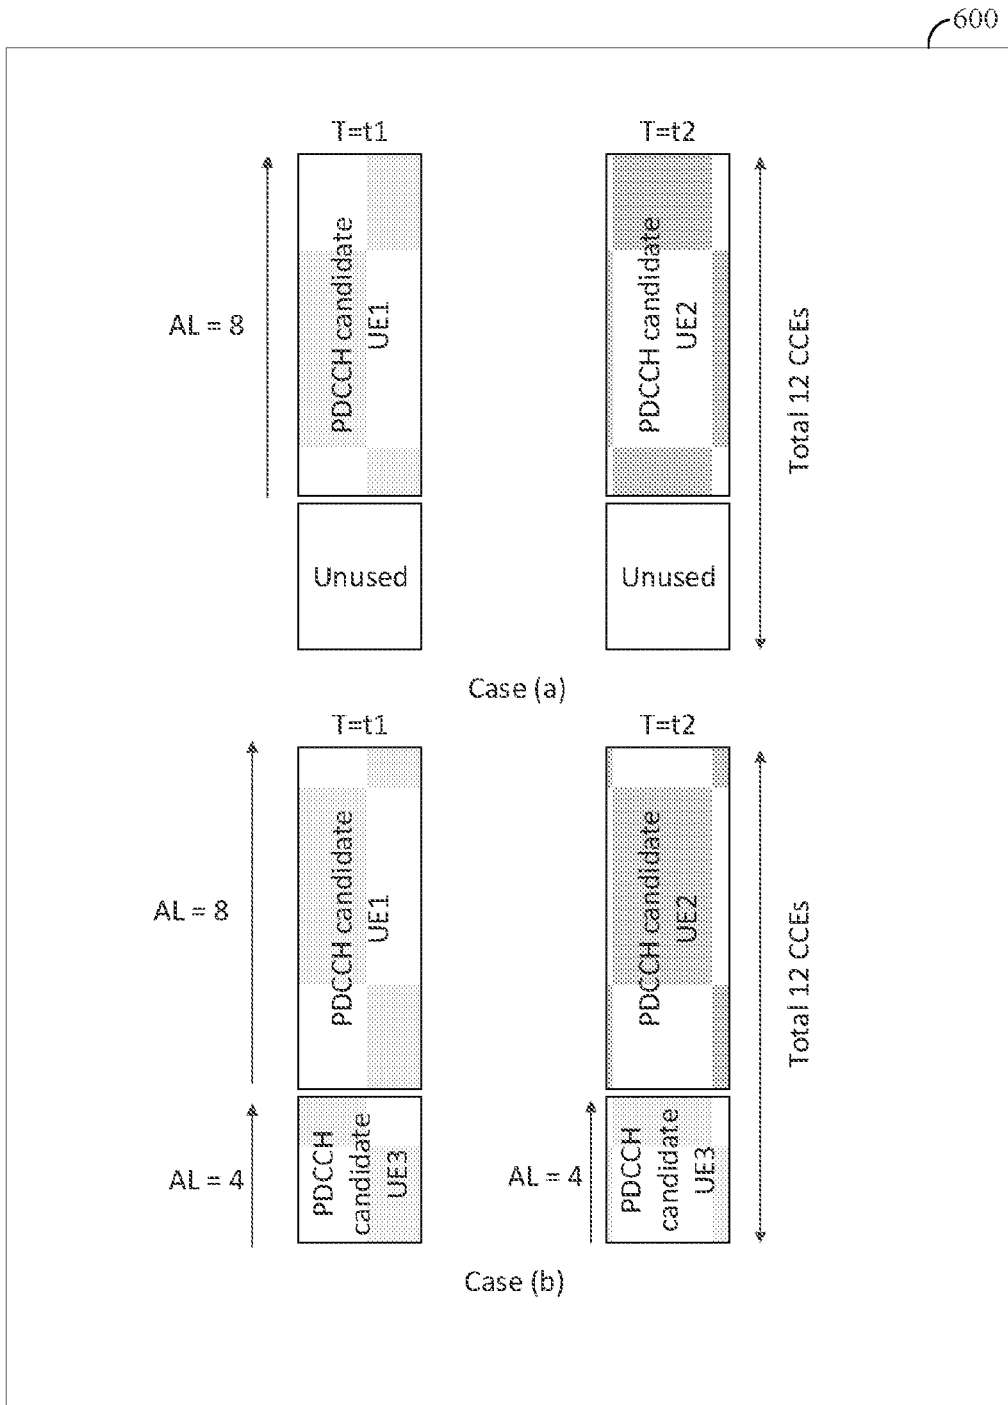 600
T=t1
T=t2
AL = 8
PDCCH candidate
UE1
PDCCH candidate
UE2
Total 12 CCEs
Unused
Unused
Case (a)
T=t1
T=t2
AL = 8
PDCCH candidate
UE1
PDCCH candidate
UE2
Total 12 CCEs
AL = 4
PDCCH
candidate
UE3
AL = 4
PDCCH
candidate
UE3
Case (b)